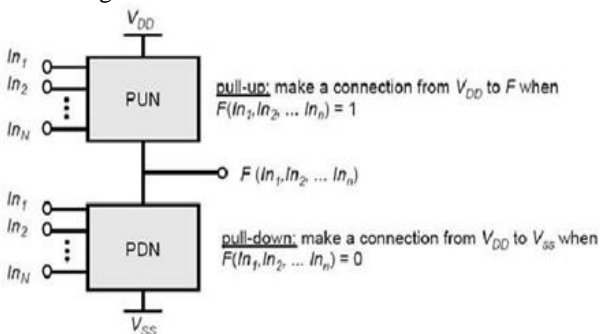 V_DD
In_1
In_2
In_N
PUN
pull-up: make a connection from V_DD to F when
F(In_1,In_2, ... In_n) = 1
F (In_1,In_2, ... In_n)
In_1
In_2
In_N
PDN
pull-down: make a connection from V_DD to V_ss when
F(In_1,In_2, ... In_n) = 0
V_SS